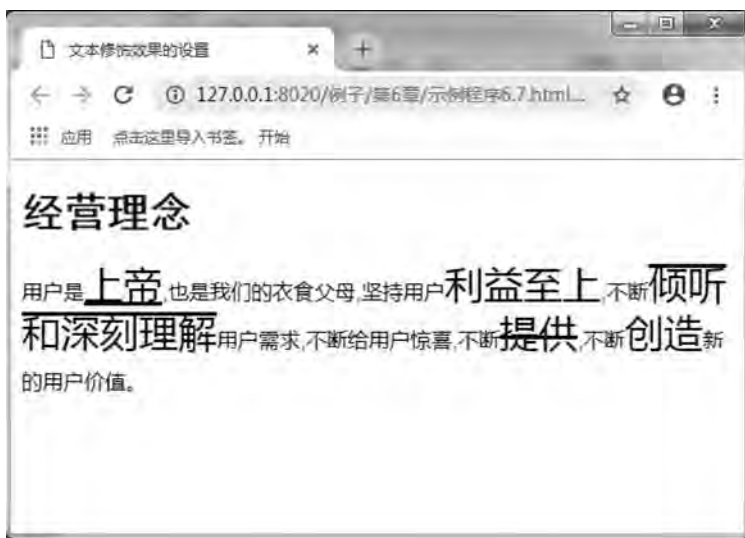 文本修饰效果的设置
127.0.0.1:8020/例子/第6章/示例程序6.7.html...
应用 点击这里导入书签。 开始
经营理念
用户是上帝,也是我们的衣食父母,坚持用户利益至上,不断倾听
和深刻理解用户需求,不断给用户惊喜,不断提供,不断创造新
的用户价值。